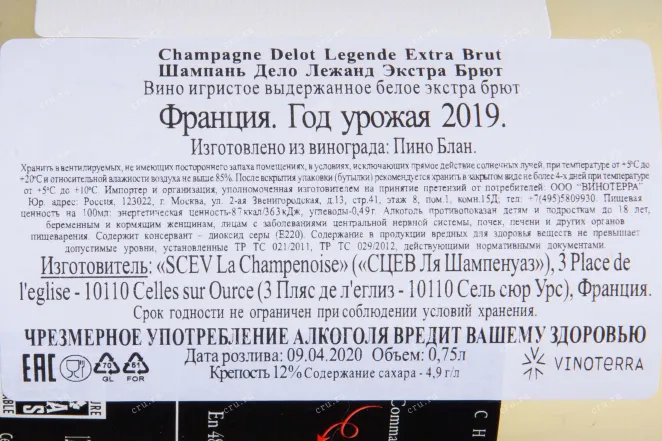 Champagne Delot Legende Extra Brut
Шампань Дело Лежанд Экстра Брют
Вино игристое выдержанное белое экстра брют
Франция. Год урожая 2019.
Изготовлено из винограда: Пино Блан.
Хранить в вентилируемых, не имеющих постороннего запаха помещениях, в условиях, исключающих прямое действие солнечных лучей, при температуре от +5°С до
+20°С и относительной влажности воздуха не выше 85%. После вскрытия упаковки (бутылки) рекомендуется хранить в закрытом виде не более 4-х дней при температуре
от +5°С до +10°С. Импортер и организация, уполномоченная изготовителем на принятие претензий от потребителей: ООО "ВИНОТЕРРА"
Юр. адрес: Россия, 123022, г. Москва, ул. 2-ая Звенигородская, д.13, стр.41, этаж 8, пом.1, комн.15Д; тел: +7(495)5809930. Пищевая
ценность на 100мл: энергетическая ценность-87ккал/363кДж, углеводы-0,49г. Алкоголь противопоказан детям и подросткам до 18 лет,
беременным и кормящим женщинам, лицам с заболеваниями центральной нервной системы, почек, печени и других органов
пищеварения. Содержит консервант – диоксид серы (Е220). Содержание в продукции вредных для здоровья веществ не превышает
допустимые уровни, установленные ТР ТС 021/2011, ТР ТС 029/2012, действующими нормативными документами.
Изготовитель: «SCEV La Champenoise» («СЦЕВ Ля Шампенуаз»), 3 Place de
l'eglise - 10110 Celles sur Ource (3 Пляс де л'еглиз - 10110 Сель сюр Урс), Франция.
Срок годности не ограничен при соблюдении условий хранения.
ЧРЕЗМЕРНОЕ УПОТРЕБЛЕНИЕ АЛКОГОЛЯ ВРЕДИТ ВАШЕМУ ЗДОРОВЬЮ
Дата розлива: 09.04.2020 Объем: 0,75л
Крепость 12% Содержание сахара - 4,9 г/л
EAC
70
GL
51
FOR
VINOTERRA